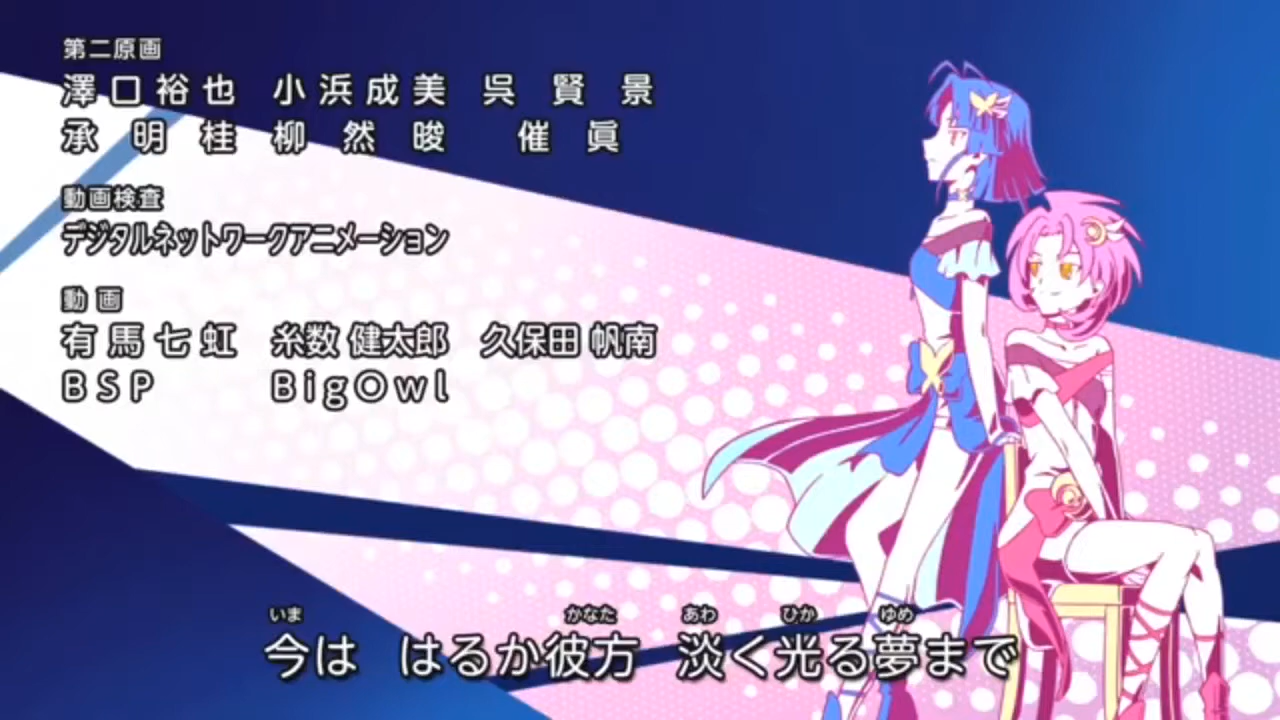 第二原画
澤口裕也 小浜成美 呉賢景
承明桂 柳然晙 催眞
動画検査
デジタルネットワークアニメーション
動画
有馬七虹 糸数健太郎 久保田帆南
BSP BigOwl
いま かなた あわ ひか ゆめ
今は はるか彼方 淡く光る夢まで